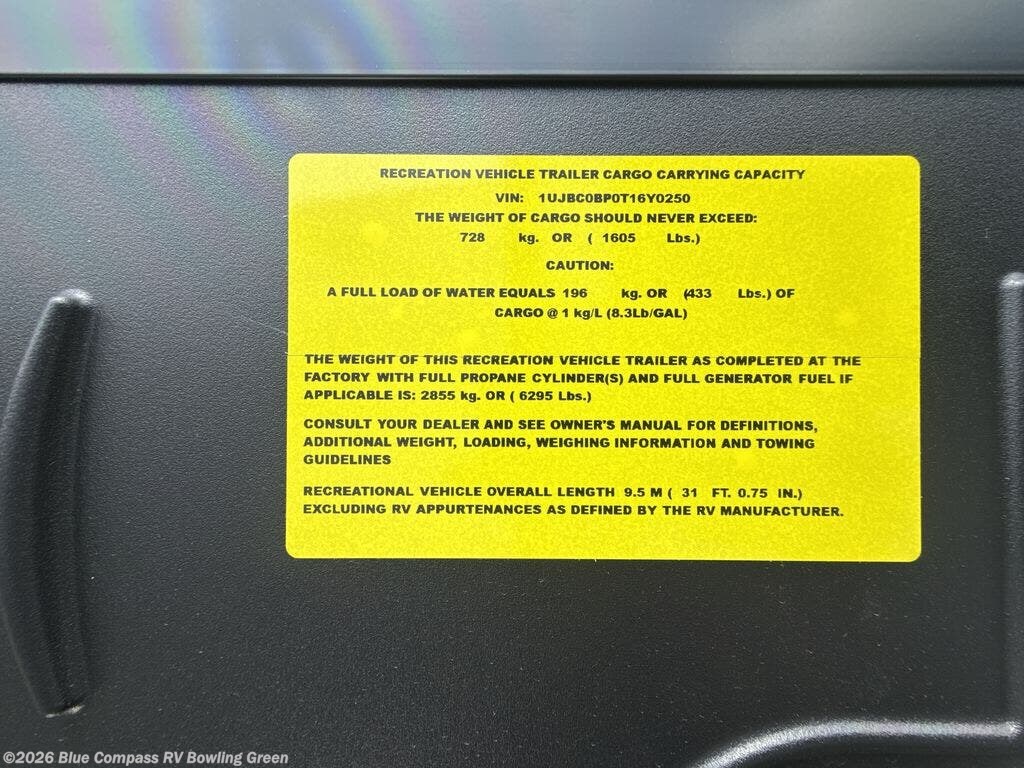 RECREATION VEHICLE TRAILER CARGO CARRYING CAPACITY
VIN: 1UJBC0BP0T16Y0250
THE WEIGHT OF CARGO SHOULD NEVER EXCEED:
728 kg. OR ( 1605 Lbs.)
CAUTION:
A FULL LOAD OF WATER EQUALS 196 kg. OR (433 Lbs.) OF
CARGO @ 1 kg/L (8.3Lb/GAL)
THE WEIGHT OF THIS RECREATION VEHICLE TRAILER AS COMPLETED AT THE
FACTORY WITH FULL PROPANE CYLINDER(S) AND FULL GENERATOR FUEL IF
APPLICABLE IS: 2855 kg. OR ( 6295 Lbs.)
CONSULT YOUR DEALER AND SEE OWNER'S MANUAL FOR DEFINITIONS,
ADDITIONAL WEIGHT, LOADING, WEIGHING INFORMATION AND TOWING
GUIDELINES
RECREATIONAL VEHICLE OVERALL LENGTH 9.5 M ( 31 FT. 0.75 IN.)
EXCLUDING RV APPURTENANCES AS DEFINED BY THE RV MANUFACTURER.
©2026 Blue Compass RV Bowling Green